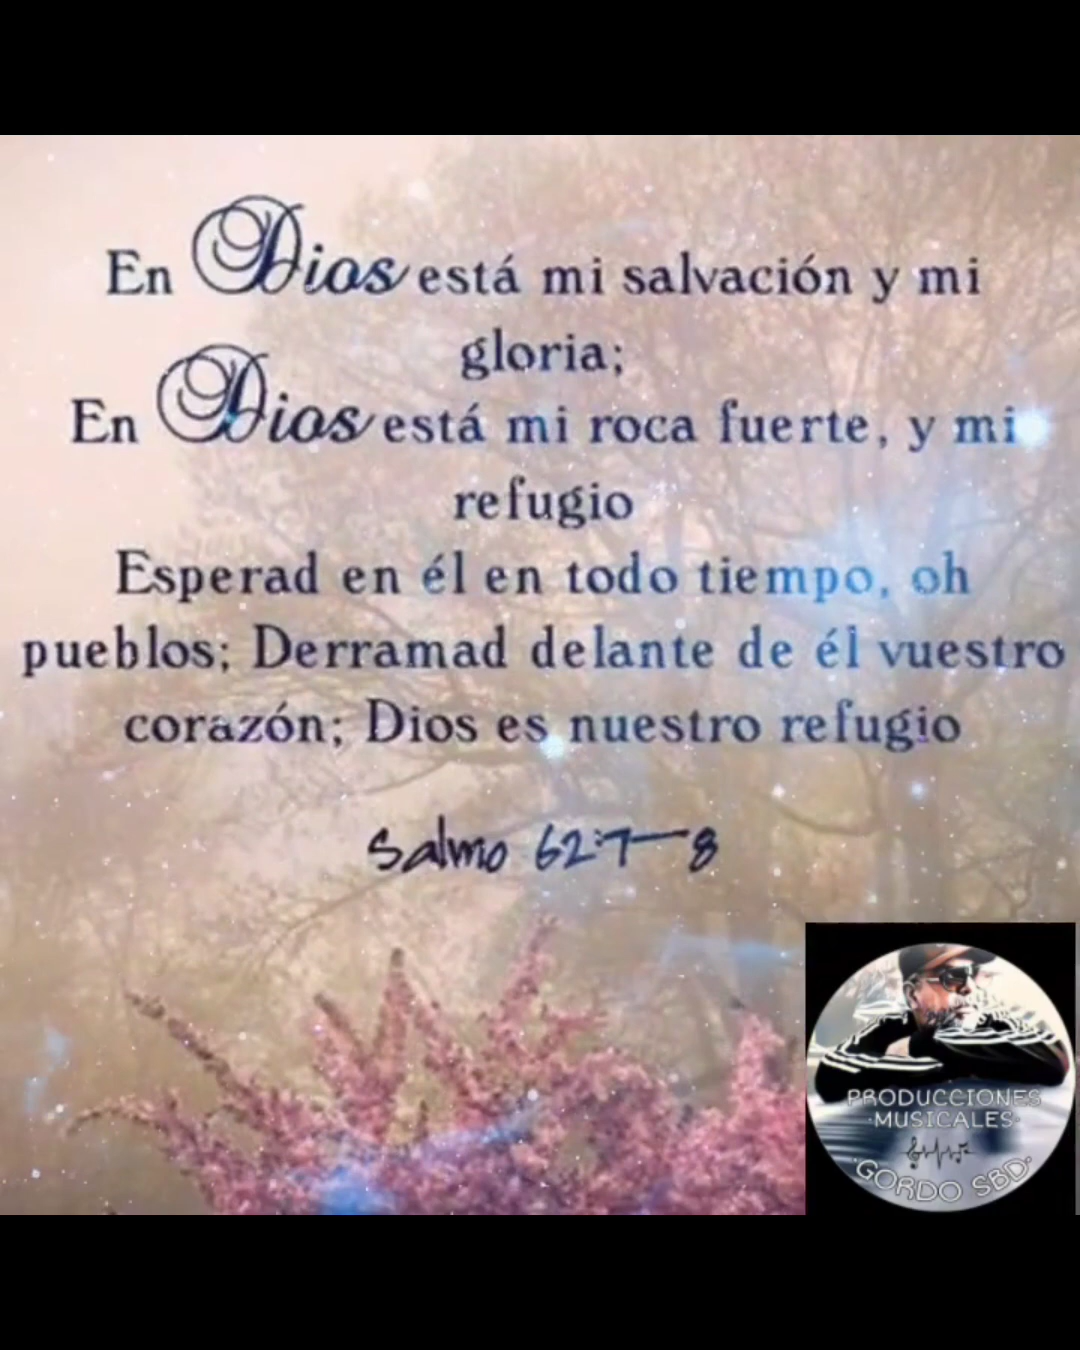 En Dios está mi salvación y mi
gloria;
En Dios está mi roca fuerte, y mi
refugio
Esperad en él en todo tiempo, oh
pueblos; Derramad delante de él vuestro
corazón; Dios es nuestro refugio
Salmo 62:7-8
PRODUCCIONES
·MUSICALES·
·GORDO SBD·